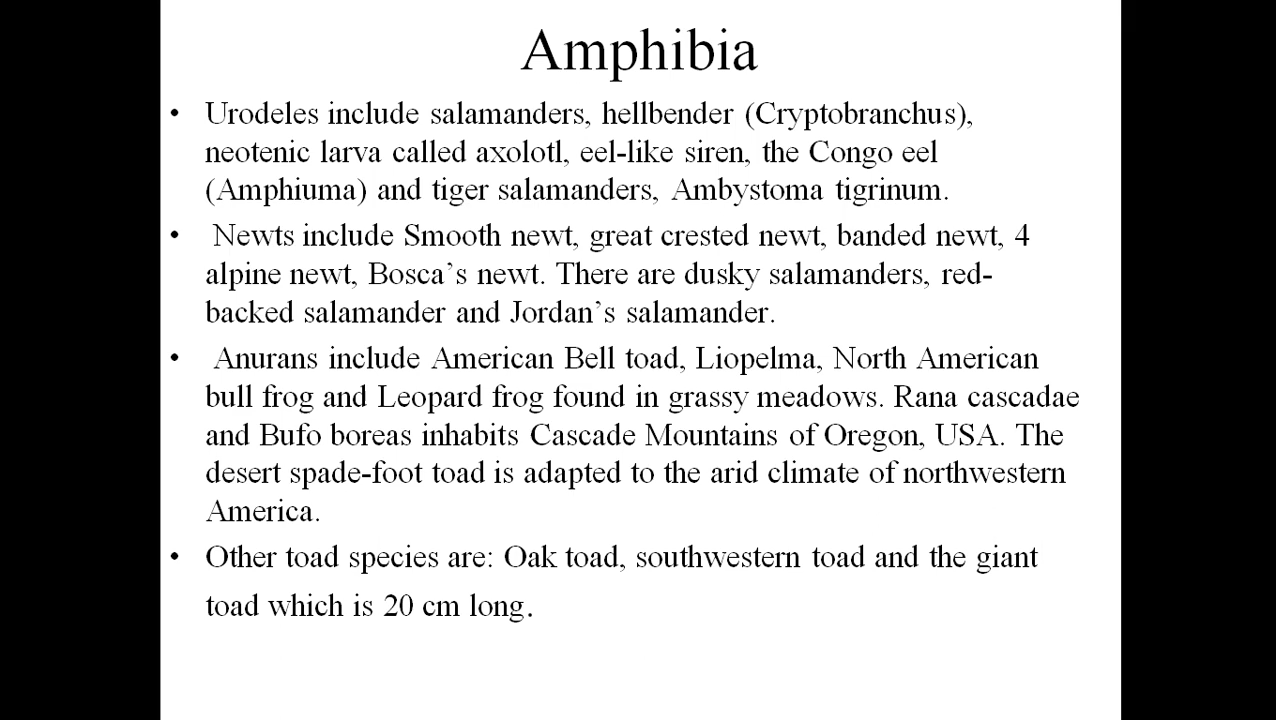 Amphibia
• Urodeles include salamanders, hellbender (Cryptobranchus),
neotenic larva called axolotl, eel-like siren, the Congo eel
(Amphiuma) and tiger salamanders, Ambystoma tigrinum.
• Newts include Smooth newt, great crested newt, banded newt, 4
alpine newt, Bosca’s newt. There are dusky salamanders, red-
backed salamander and Jordan’s salamander.
• Anurans include American Bell toad, Liopelma, North American
bull frog and Leopard frog found in grassy meadows. Rana cascadae
and Bufo boreas inhabits Cascade Mountains of Oregon, USA. The
desert spade-foot toad is adapted to the arid climate of northwestern
America.
• Other toad species are: Oak toad, southwestern toad and the giant
toad which is 20 cm long.